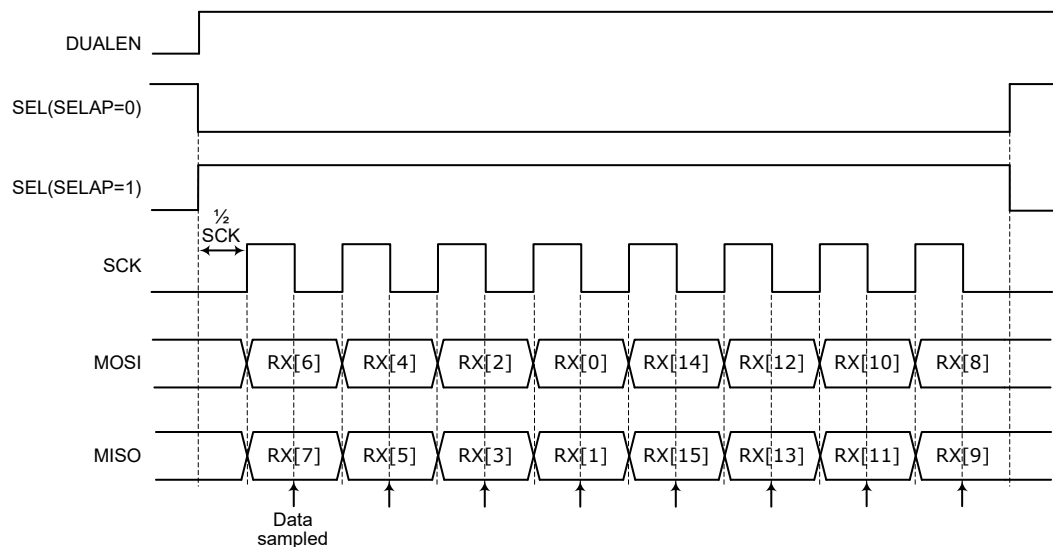 DUALEN
SEL(SELAP=0)
SEL(SELAP=1)
½
SCK
SCK
MOSI RX[6] RX[4] RX[2] RX[0] RX[14] RX[12] RX[10] RX[8]
MISO RX[7] RX[5] RX[3] RX[1] RX[15] RX[13] RX[11] RX[9]
Data
sampled